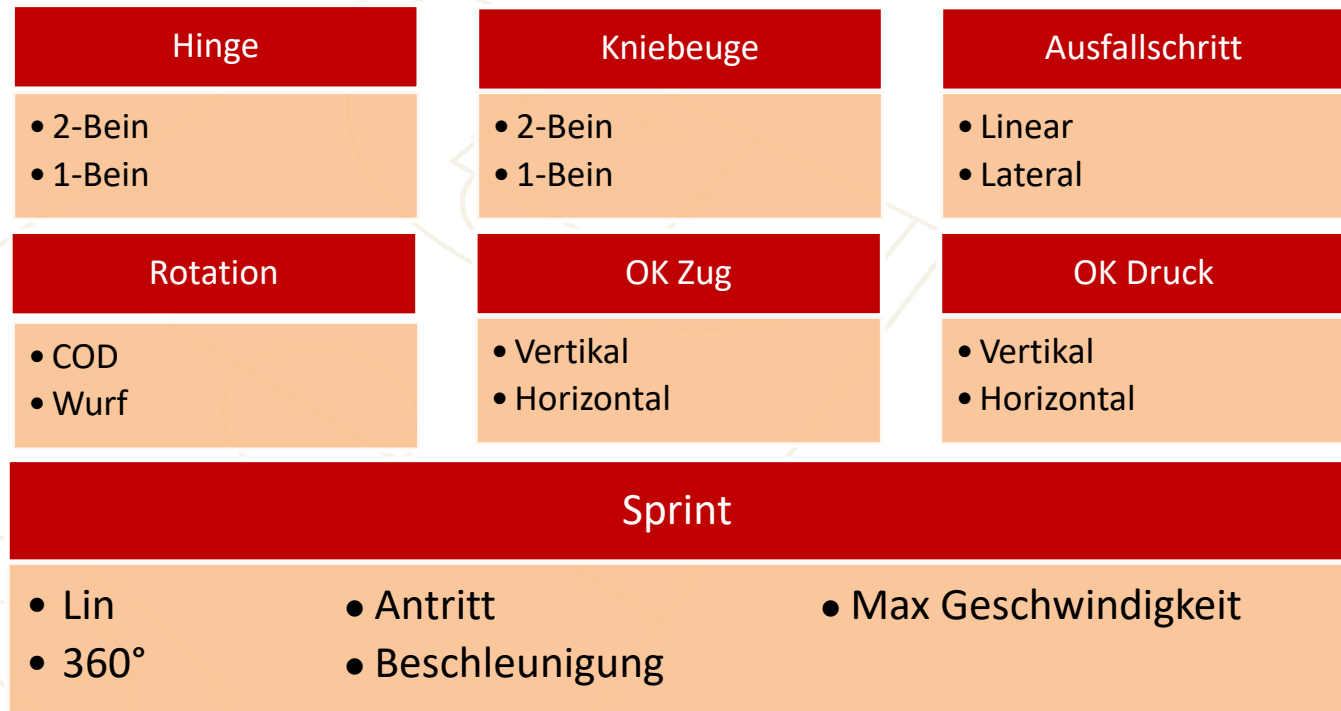 Hinge
• 2-Bein
• 1-Bein
Kniebeuge
• 2-Bein
• 1-Bein
Ausfallschritt
• Linear
• Lateral
Rotation
• COD
• Wurf
OK Zug
• Vertikal
• Horizontal
OK Druck
• Vertikal
• Horizontal
Sprint
• Lin
• 360°
• Antritt
• Beschleunigung
• Max Geschwindigkeit